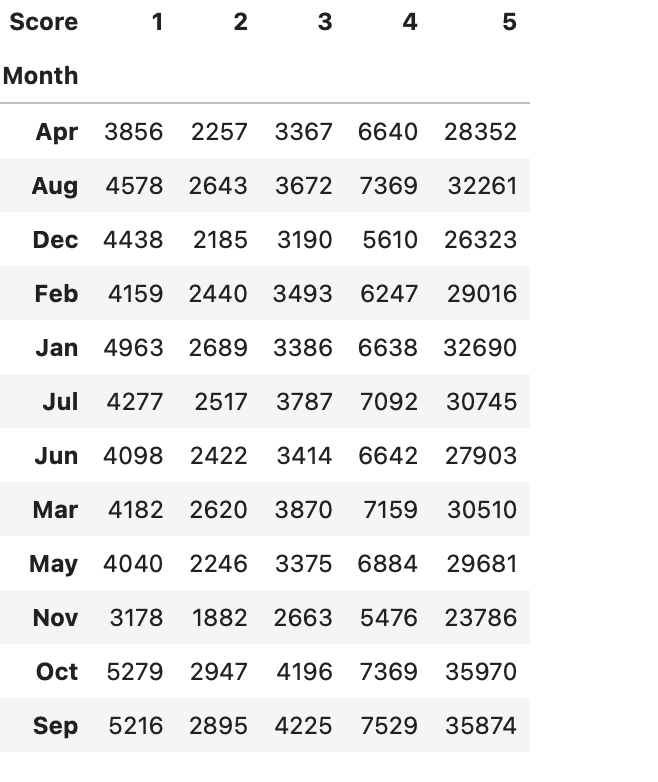 Score 1 2 3 4 5
Month
Apr 3856 2257 3367 6640 28352
Aug 4578 2643 3672 7369 32261
Dec 4438 2185 3190 5610 26323
Feb 4159 2440 3493 6247 29016
Jan 4963 2689 3386 6638 32690
Jul 4277 2517 3787 7092 30745
Jun 4098 2422 3414 6642 27903
Mar 4182 2620 3870 7159 30510
May 4040 2246 3375 6884 29681
Nov 3178 1882 2663 5476 23786
Oct 5279 2947 4196 7369 35970
Sep 5216 2895 4225 7529 35874